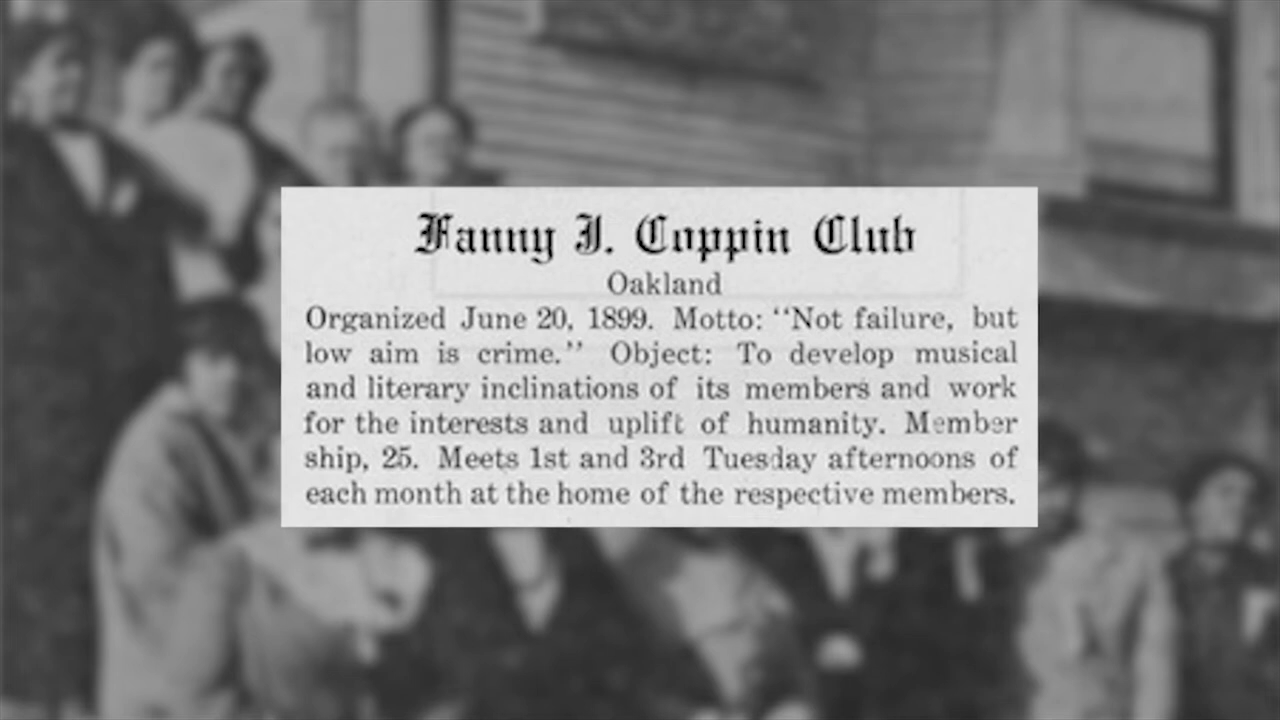 Fanny J. Coppin Club
Oakland
Organized June 20, 1899. Motto: "Not failure, but
low aim is crime." Object: To develop musical
and literary inclinations of its members and work
for the interests and uplift of humanity. Member
ship, 25. Meets 1st and 3rd Tuesday afternoons of
each month at the home of the respective members.